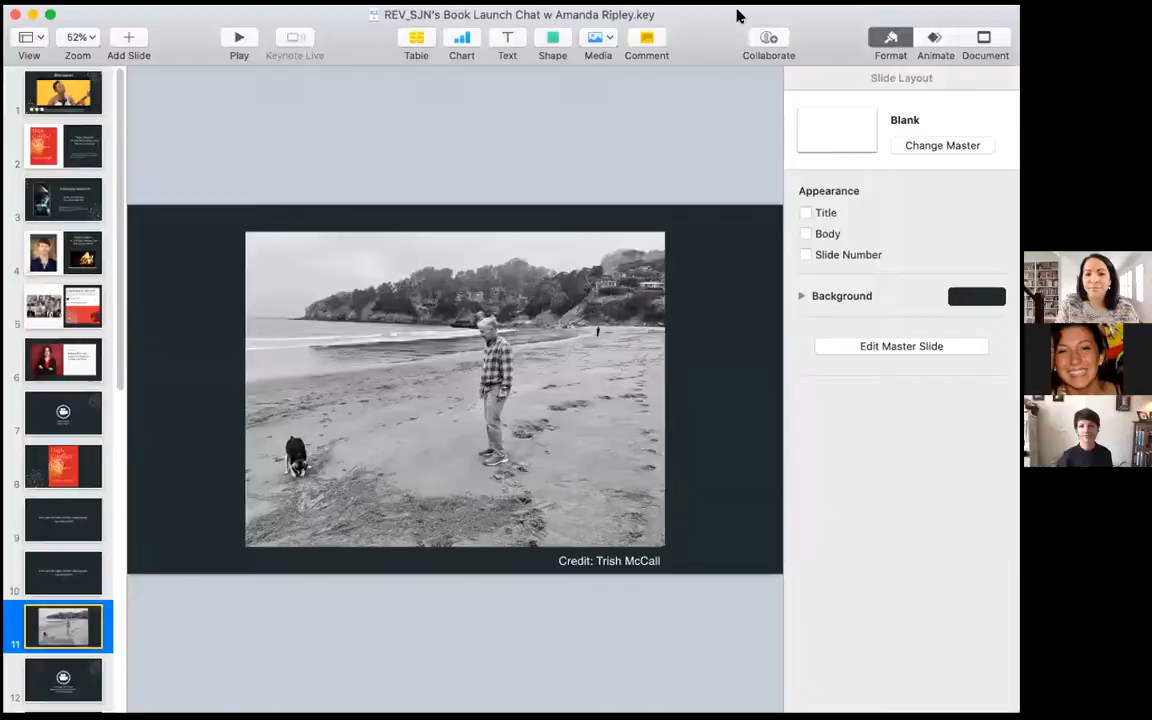 REV_SJN's Book Launch Chat w Amanda Ripley.key
52%
View
Zoom
Add Slide
Play
Keynote Live
Table
Chart
Text
Shape
Media
Comment
Collaborate
Format
Animate
Document
Slide Layout
Blank
Change Master
Appearance
Title
Body
Slide Number
Background
Edit Master Slide
Credit: Trish McCall
1
2
3
4
5
6
7
8
9
10
11
12